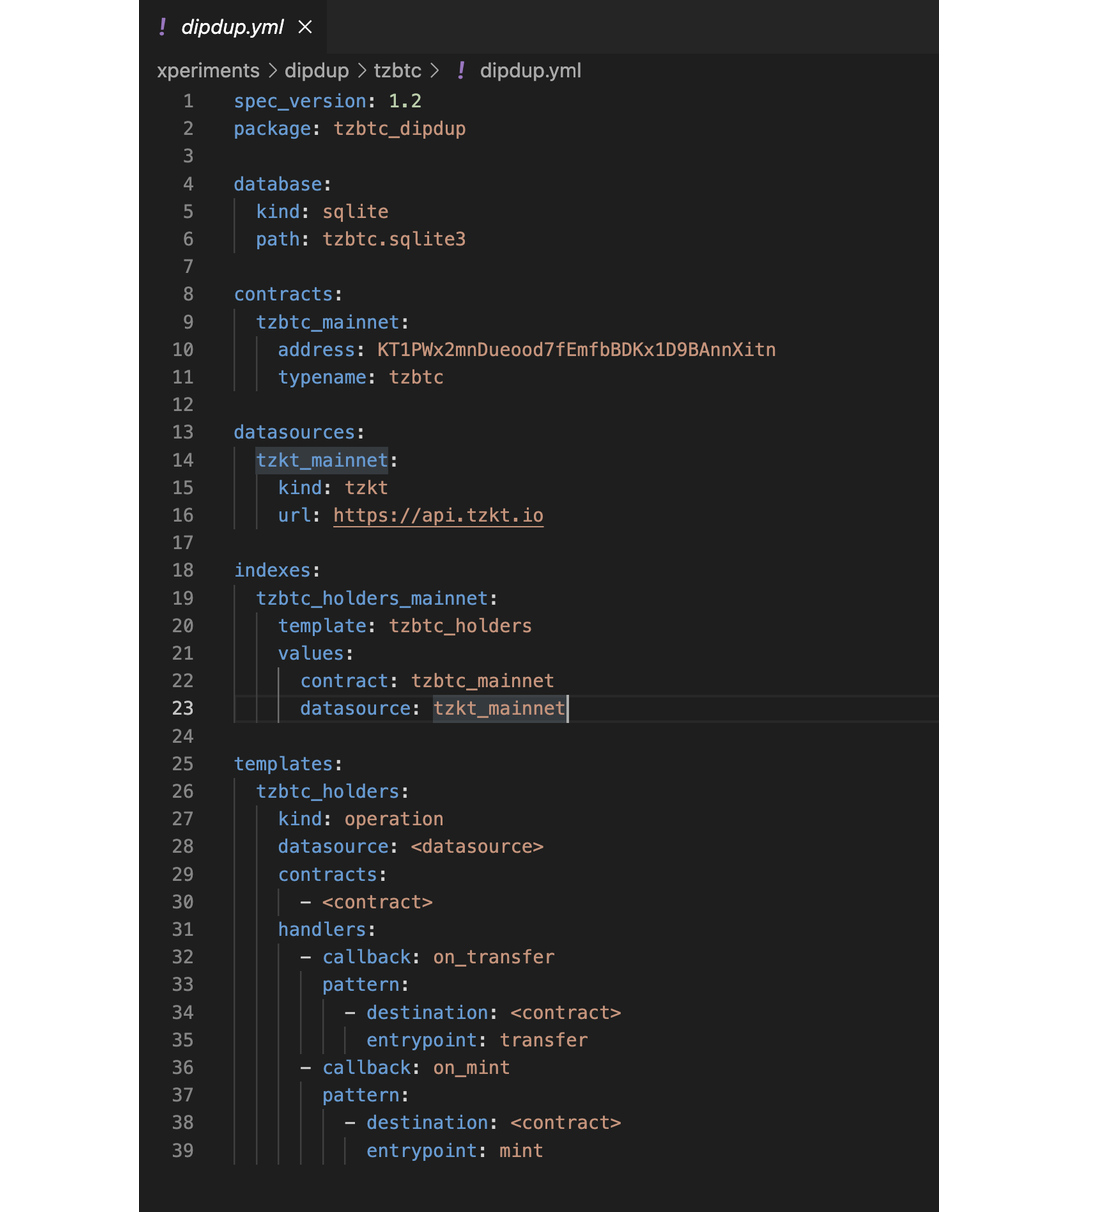 ! dipdup.yml ×
xperiments > dipdup > tzbtc > ! dipdup.yml
1 spec_version: 1.2
2 package: tzbtc_dipdup
3
4 database:
5   kind: sqlite
6   path: tzbtc.sqlite3
7
8 contracts:
9   tzbtc_mainnet:
10     address: KT1PWx2mnDueood7fEmfbBDKx1D9BAnnXitn
11     typename: tzbtc
12
13 datasources:
14   tzkt_mainnet:
15     kind: tzkt
16     url: https://api.tzkt.io
17
18 indexes:
19   tzbtc_holders_mainnet:
20     template: tzbtc_holders
21     values:
22       contract: tzbtc_mainnet
23       datasource: tzkt_mainnet
24
25 templates:
26   tzbtc_holders:
27     kind: operation
28     datasource: <datasource>
29     contracts:
30       - <contract>
31     handlers:
32       - callback: on_transfer
33         pattern:
34           - destination: <contract>
35             entrypoint: transfer
36       - callback: on_mint
37         pattern:
38           - destination: <contract>
39             entrypoint: mint